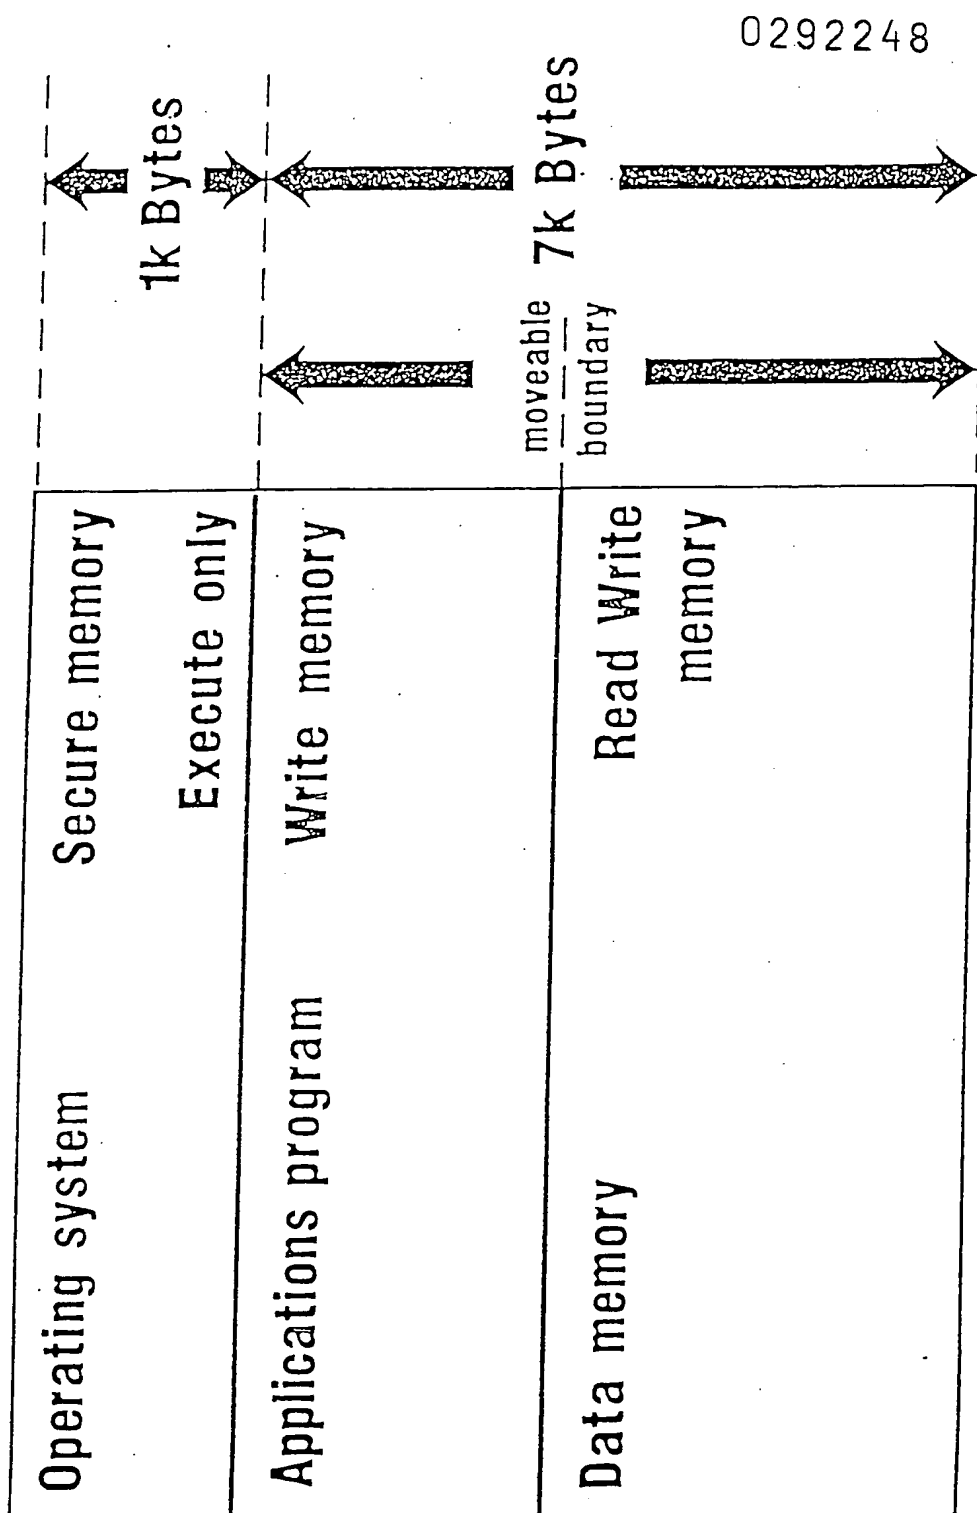 0292248
Operating system
Secure memory
Execute only
1k Bytes
Applications program
Write memory
moveable
boundary
7k Bytes
Data memory
Read Write
memory